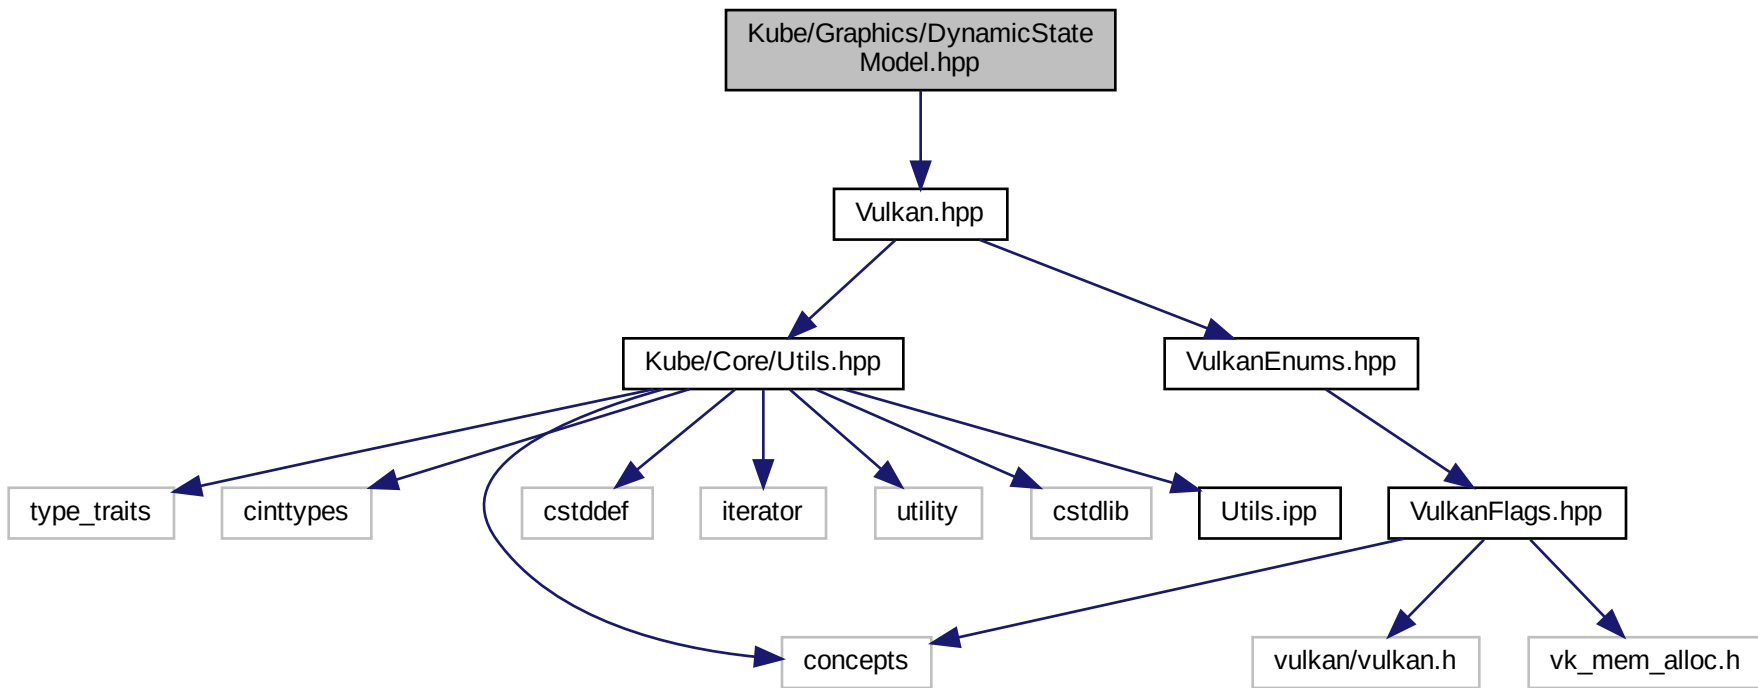 Kube/Graphics/DynamicState
Model.hpp
Vulkan.hpp
Kube/Core/Utils.hpp
VulkanEnums.hpp
type_traits
cinttypes
cstddef
iterator
utility
cstdlib
Utils.ipp
VulkanFlags.hpp
concepts
vulkan/vulkan.h
vk_mem_alloc.h